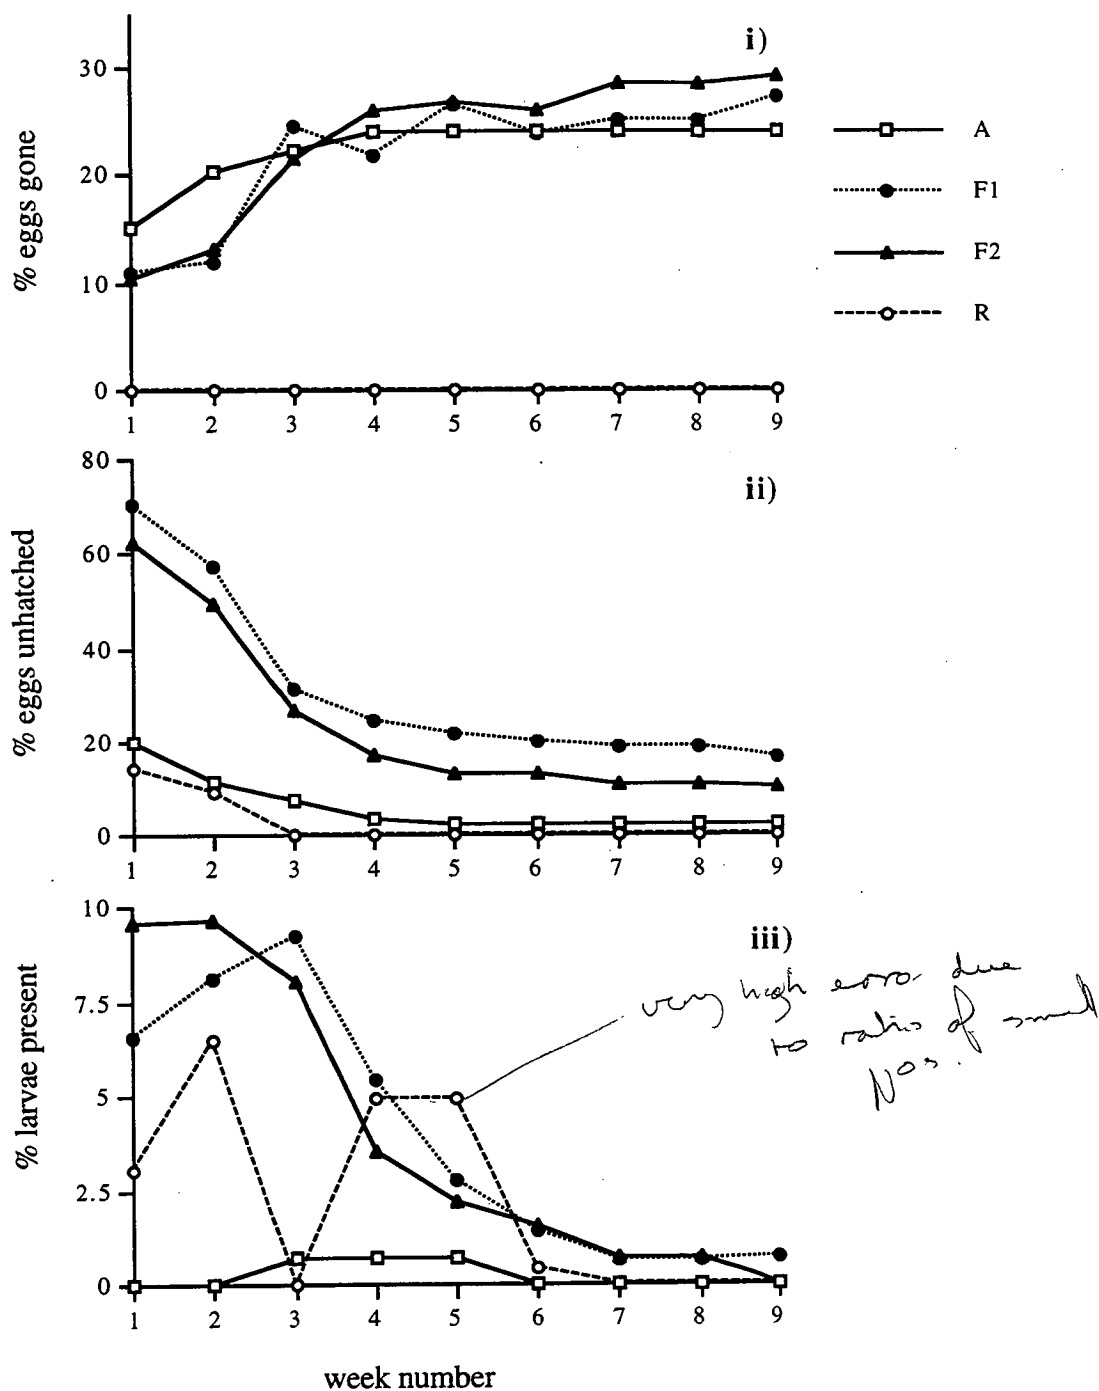 i)
30
20
10
0
% eggs gone
1 2 3 4 5 6 7 8 9
A
F1
F2
R
80
ii)
60
40
20
0
% eggs unhatched
1 2 3 4 5 6 7 8 9
10
iii)
7.5
5
2.5
0
% larvae present
very high error due
to ratios of small
Nos.
1 2 3 4 5 6 7 8 9
week number